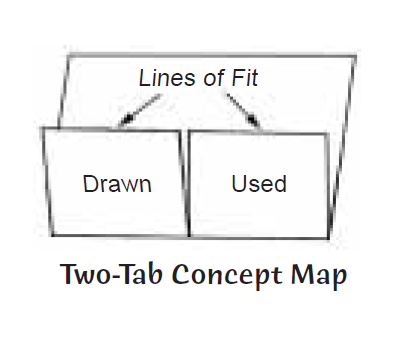 Lines of Fit
Drawn
Used
Two-Tab Concept Map